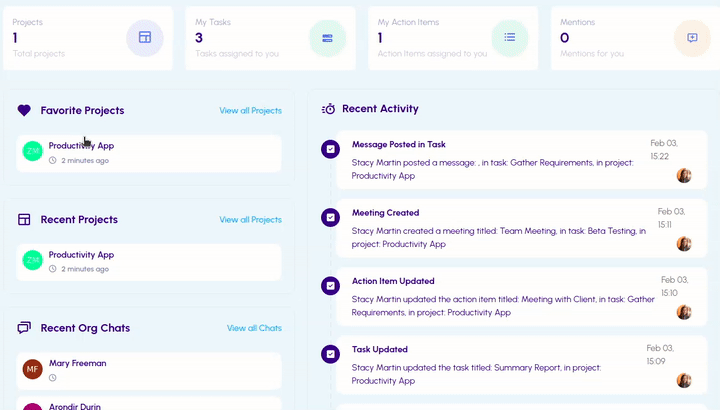 Projects
1
Total projects
My Tasks
3
Tasks assigned to you
My Action Items
1
Action Items assigned to you
Mentions
0
Mentions for you
Favorite Projects
View all Projects
ZM
Productivity App
2 minutes ago
Recent Projects
View all Projects
ZM
Productivity App
2 minutes ago
Recent Org Chats
View all Chats
MF
Mary Freeman
Arondir Durin
Recent Activity
Message Posted in Task
Feb 03,
15:22
Stacy Martin posted a message: , in task: Gather Requirements, in project:
Productivity App
Meeting Created
Feb 03,
15:11
Stacy Martin created a meeting titled: Team Meeting, in task: Beta Testing, in
project: Productivity App
Action Item Updated
Feb 03,
15:10
Stacy Martin updated the action item titled: Meeting with Client, in task: Gather
Requirements, in project: Productivity App
Task Updated
Feb 03,
15:09
Stacy Martin updated the task titled: Summary Report, in project:
Productivity App